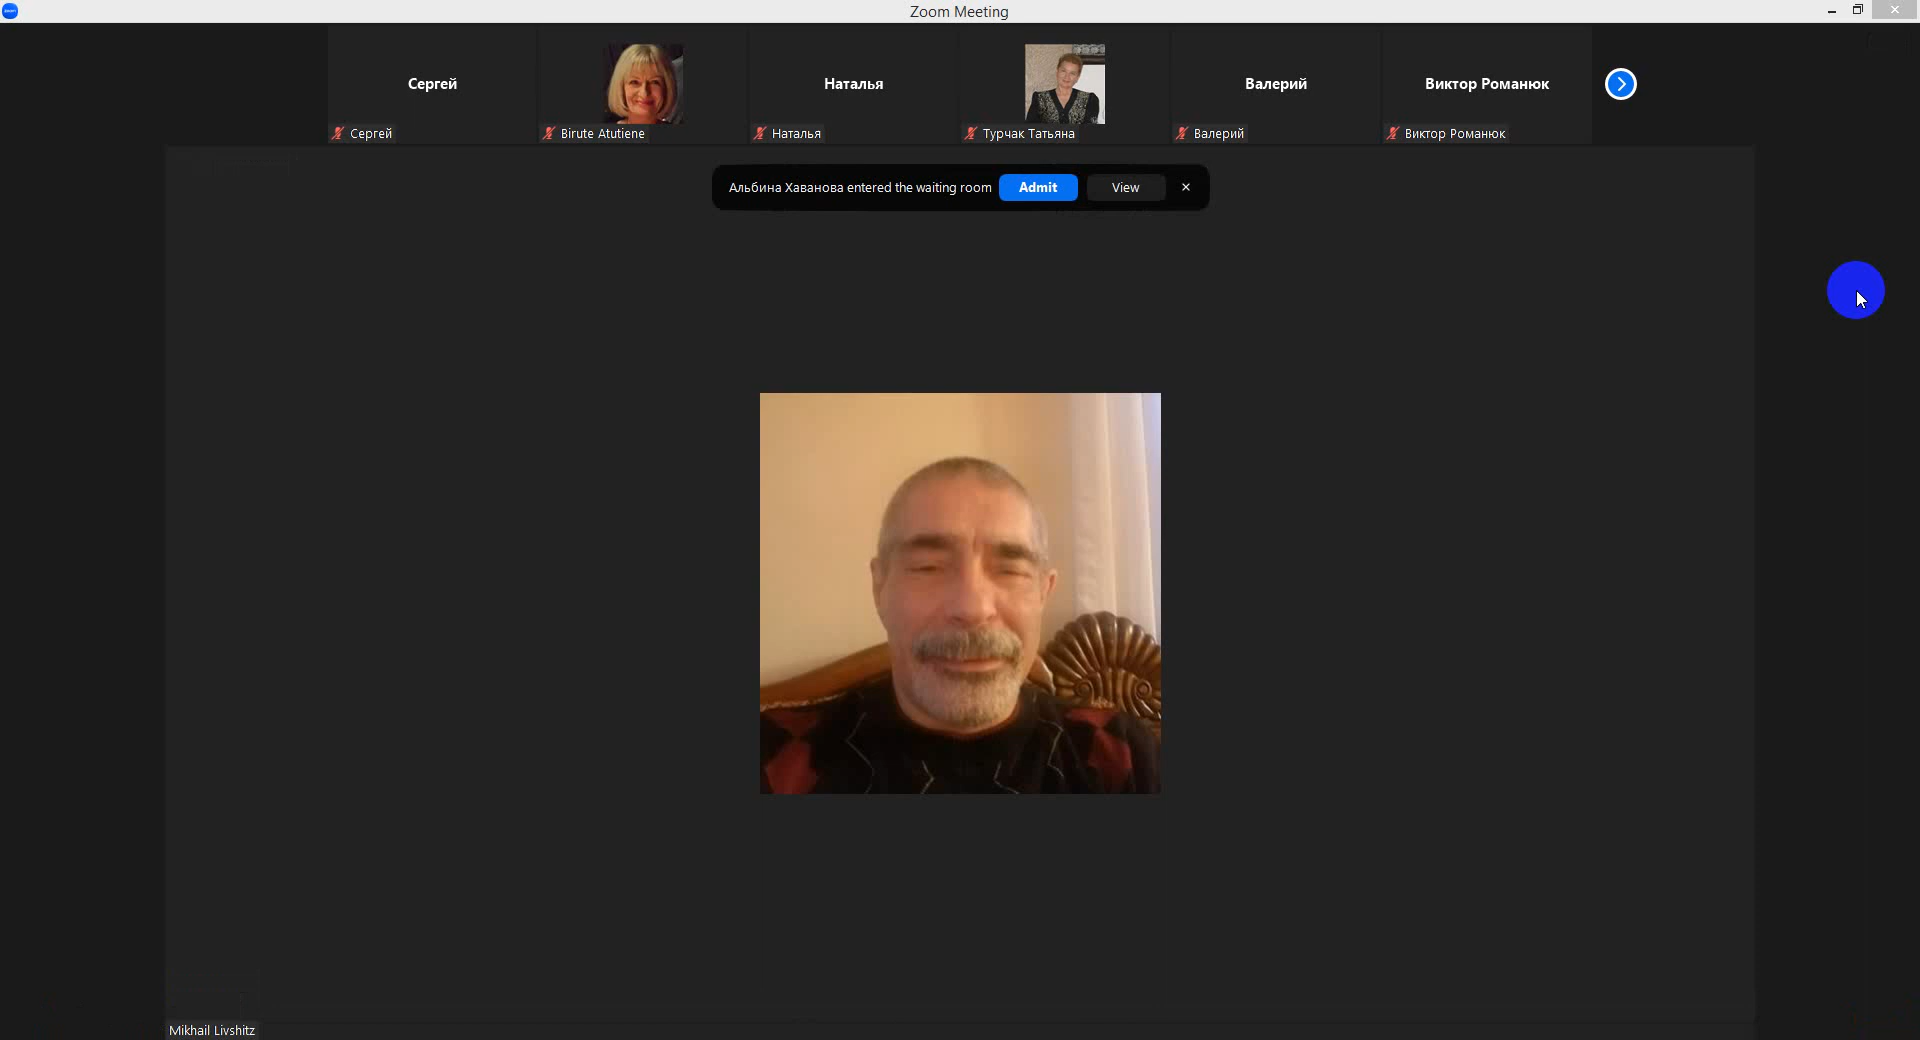 Zoom Meeting
Сергей
Наталья
Валерий
Виктор Романюк
Сергей
Birute Atutiene
Наталья
Турчак Татьяна
Валерий
Виктор Романюк
Альбина Хаванова entered the waiting room Admit View
Mikhail Livshitz